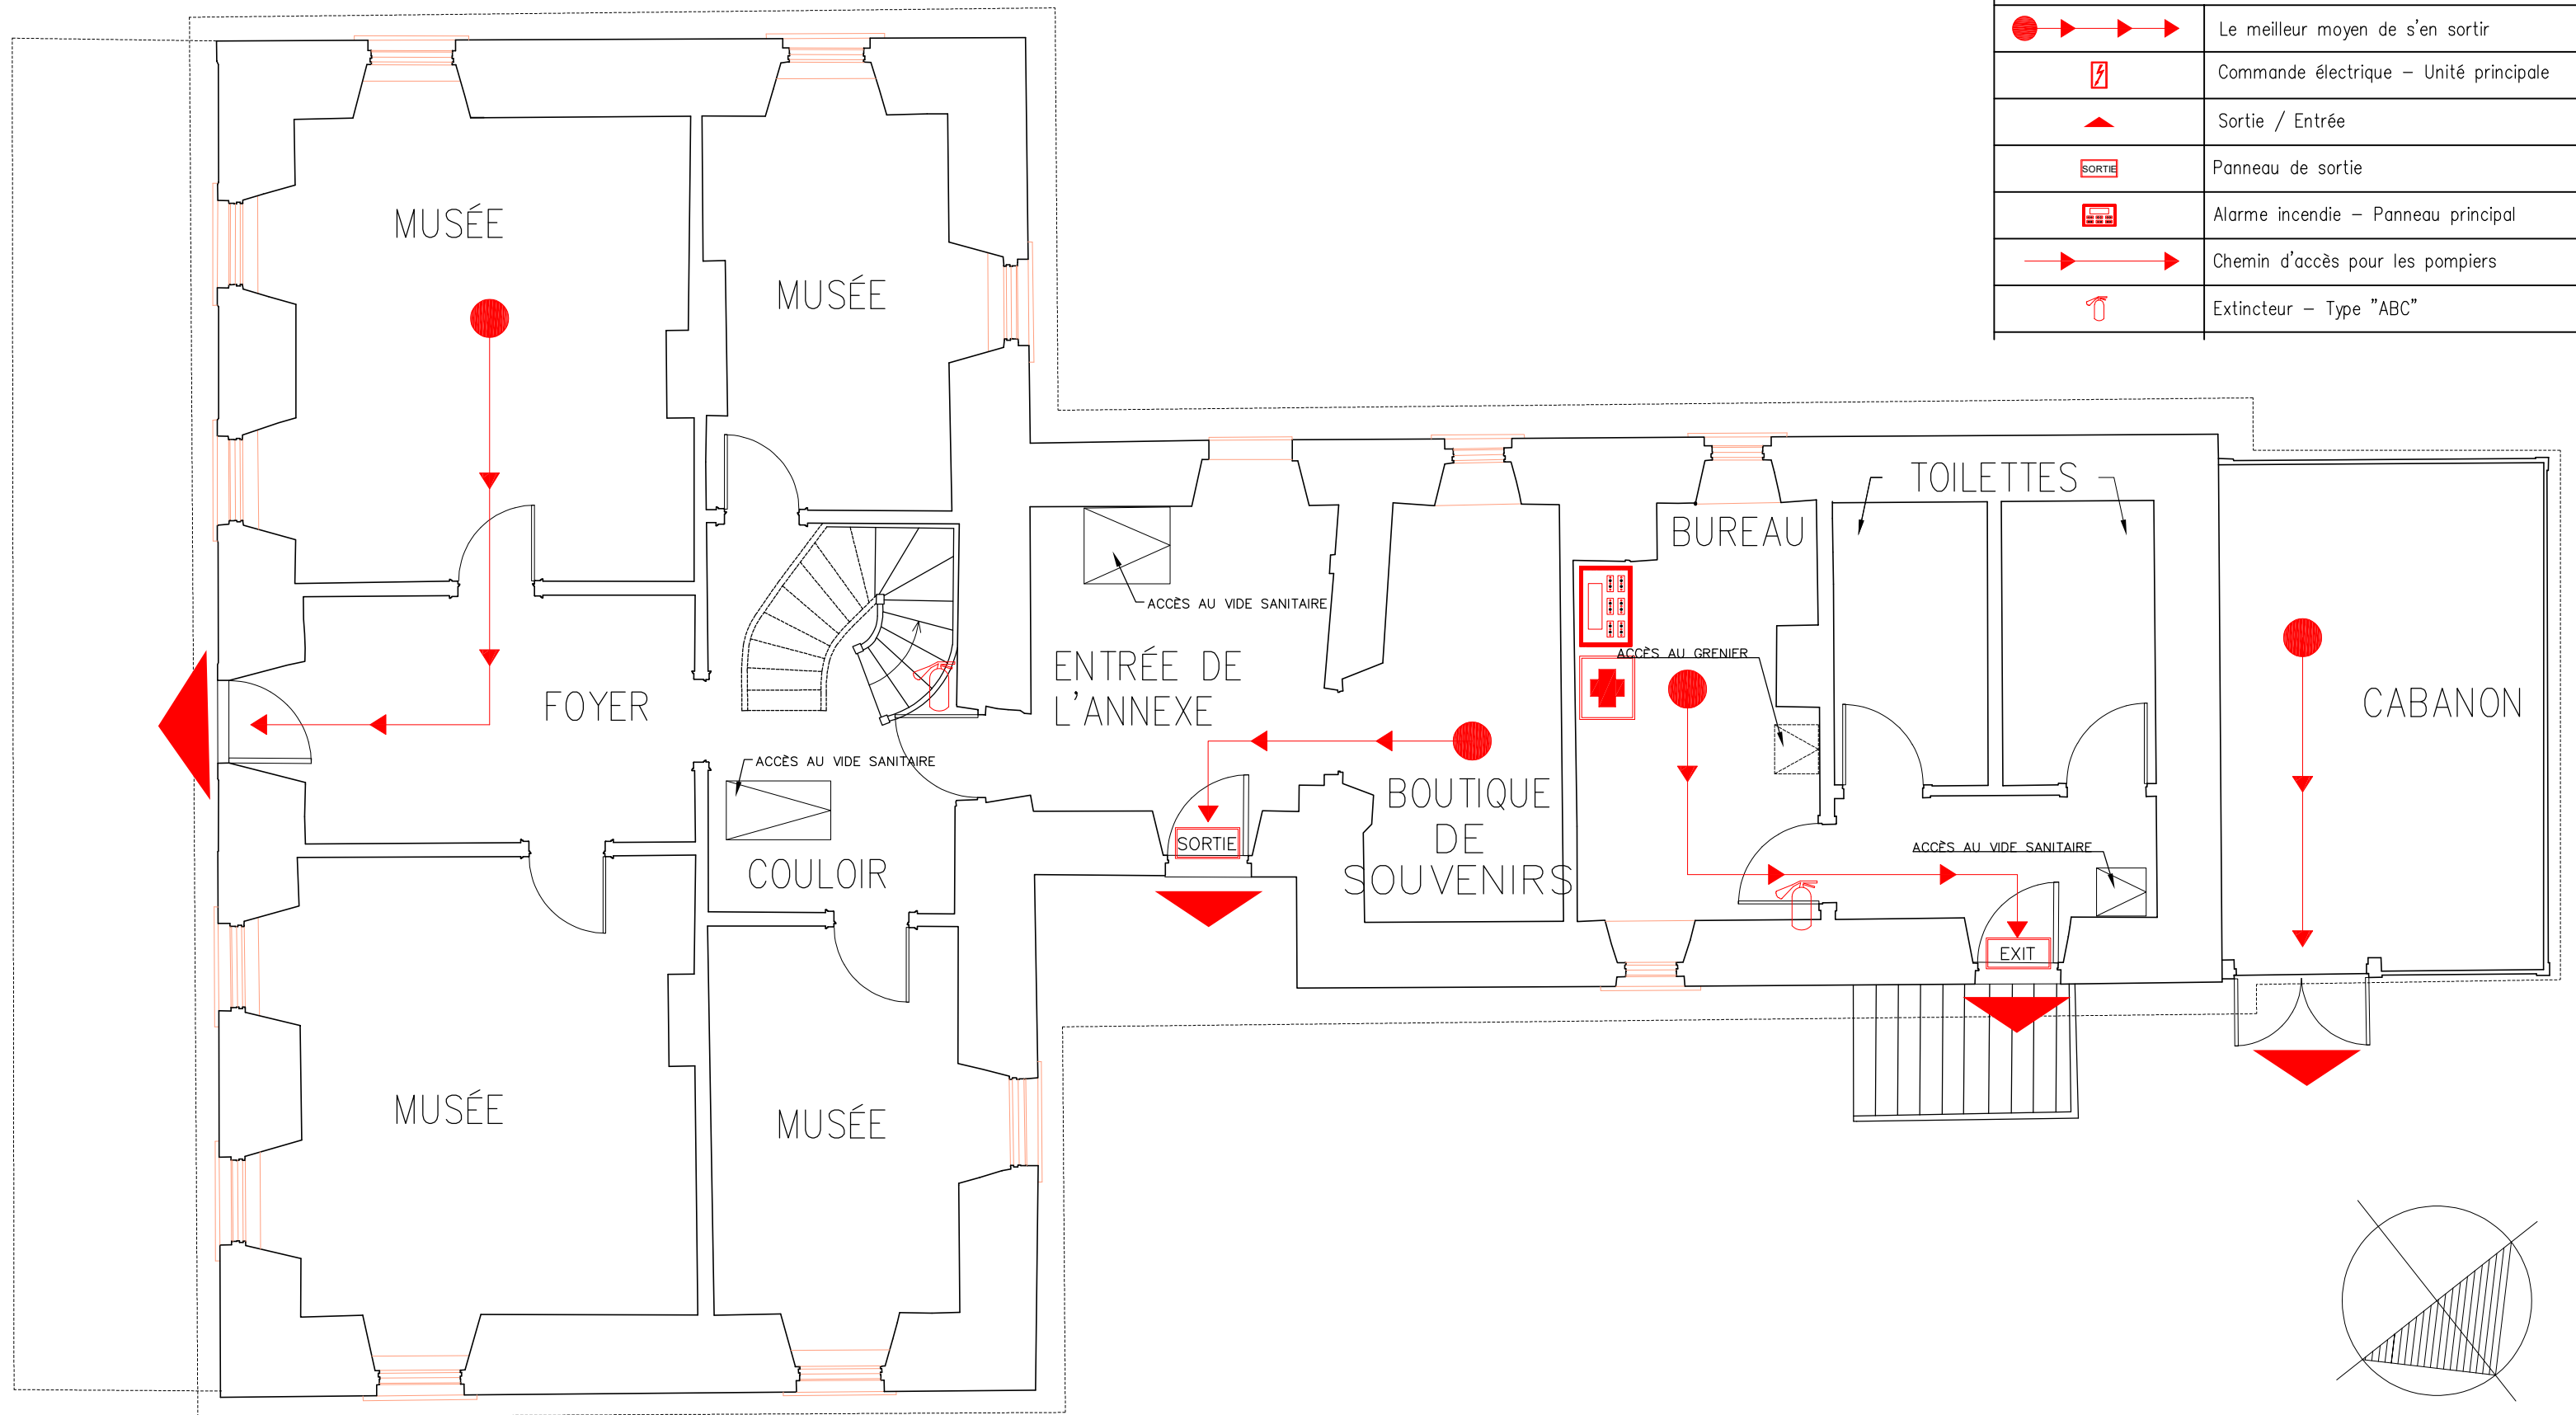 Le meilleur moyen de s'en sortir
Commande électrique – Unité principale
Sortie / Entrée
SORTIE
Panneau de sortie
Alarme incendie – Panneau principal
Chemin d'accès pour les pompiers
Extincteur – Type "ABC"
MUSÉE
MUSÉE
TOILETTES
BUREAU
ACCÈS AU VIDE SANITAIRE
ACCÈS AU GRENIER
ENTRÉE DE
L'ANNEXE
FOYER
CABANON
ACCÈS AU VIDE SANITAIRE
BOUTIQUE
DE
SOUVENIRS
SORTIE
COULOIR
ACCÈS AU VIDE SANITAIRE
EXIT
MUSÉE
MUSÉE